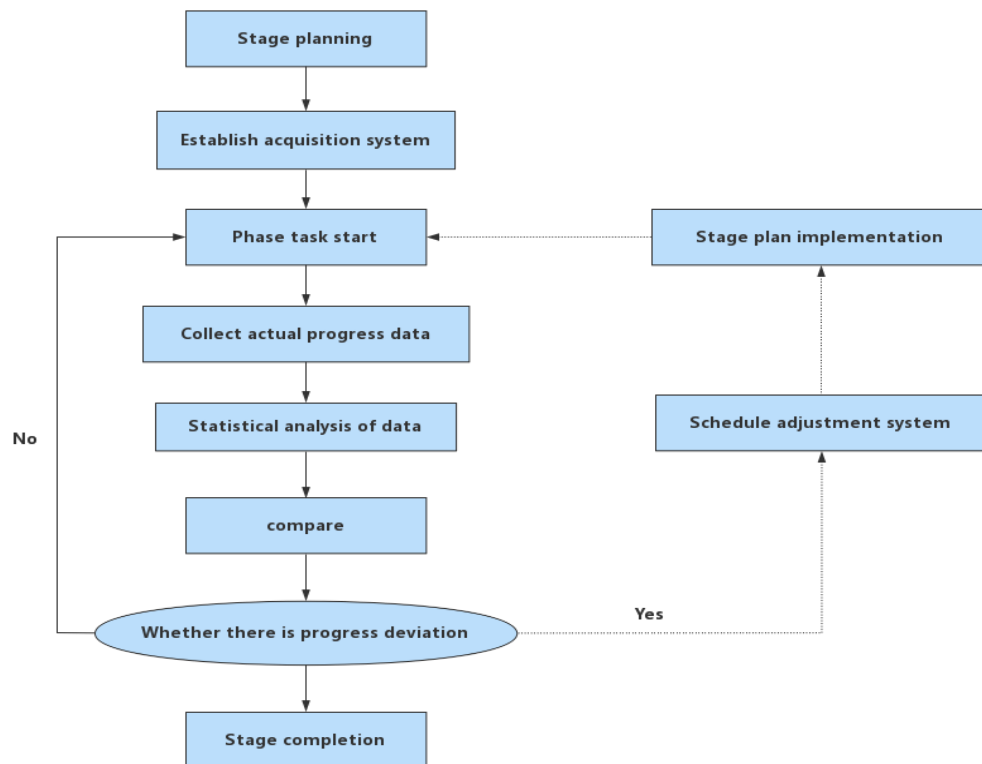 Stage planning
Establish acquisition system
Phase task start
Stage plan implementation
Collect actual progress data
Schedule adjustment system
Statistical analysis of data
No
compare
Yes
Whether there is progress deviation
Stage completion